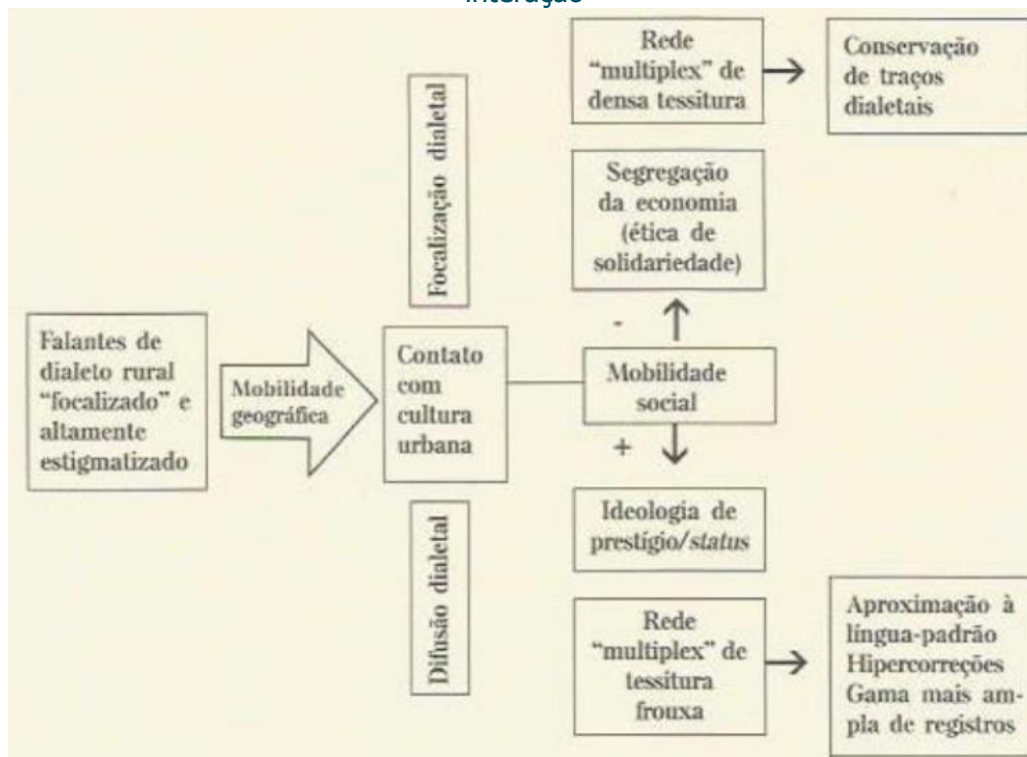 interação
Falantes de
dialeto rural
"focalizado" e
altamente
estigmatizado
Mobilidade
geográfica
Focalização dialetal
Contato
com
cultura
urbana
Difusão dialetal
Rede
"multiplex" de
densa tessitura
Conservação
de traços
dialetais
Segregação
da economia
(ética de
solidariedade)
-
Mobilidade
social
+
Ideologia de
prestígio/status
Rede
"multiplex" de
tessitura
frouxa
Aproximação à
língua-padrão
Hipercorreções
Gama mais am-
pla de registros